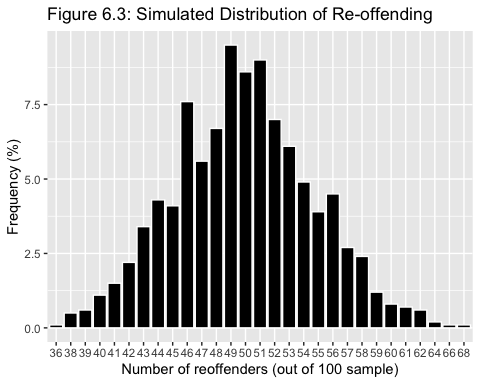 Figure 6.3: Simulated Distribution of Re-offending
7.5
5.0
2.5
0.0
Frequency (%)
36 38 39 40 41 42 43 44 45 46 47 48 49 50 51 52 53 54 55 56 57 58 59 60 61 62 64 66 68
Number of reoffenders (out of 100 sample)